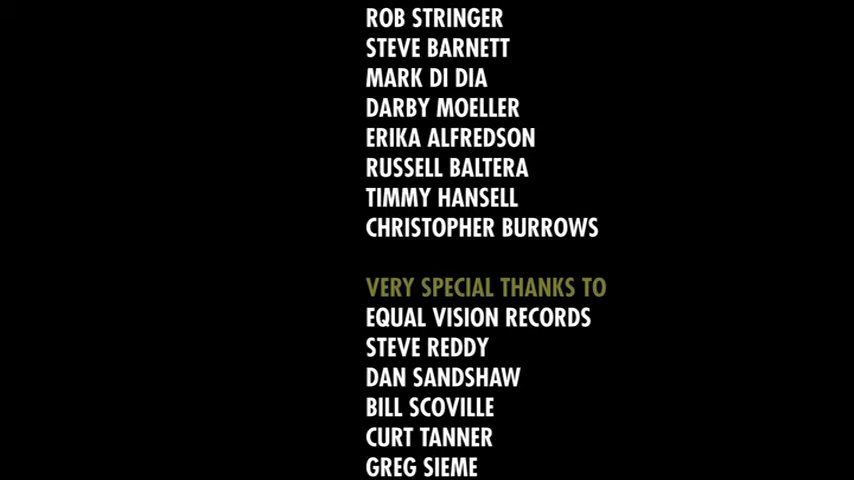 ROB STRINGER
STEVE BARNETT
MARK DI DIA
DARBY MOELLER
ERIKA ALFREDSON
RUSSELL BALTERA
TIMMY HANSELL
CHRISTOPHER BURROWS
VERY SPECIAL THANKS TO
EQUAL VISION RECORDS
STEVE REDDY
DAN SANDSHAW
BILL SCOVILLE
CURT TANNER
GREG SIEME